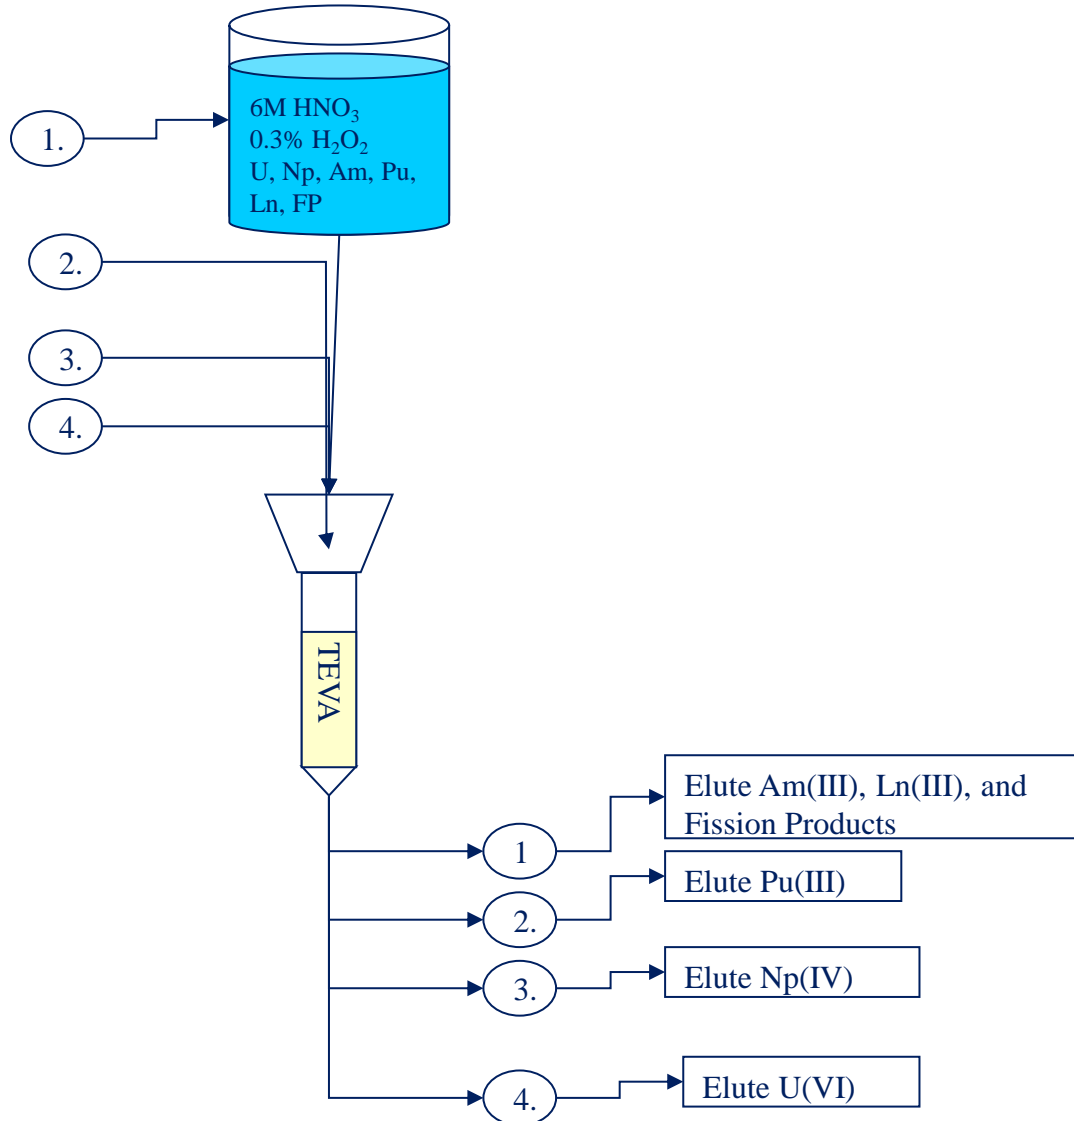 6M HNO₃
0.3% H₂O₂
U, Np, Am, Pu,
Ln, FP
1.
2.
3.
4.
TEVA
Elute Am(III), Ln(III), and
Fission Products
1
Elute Pu(III)
2.
Elute Np(IV)
3.
Elute U(VI)
4.